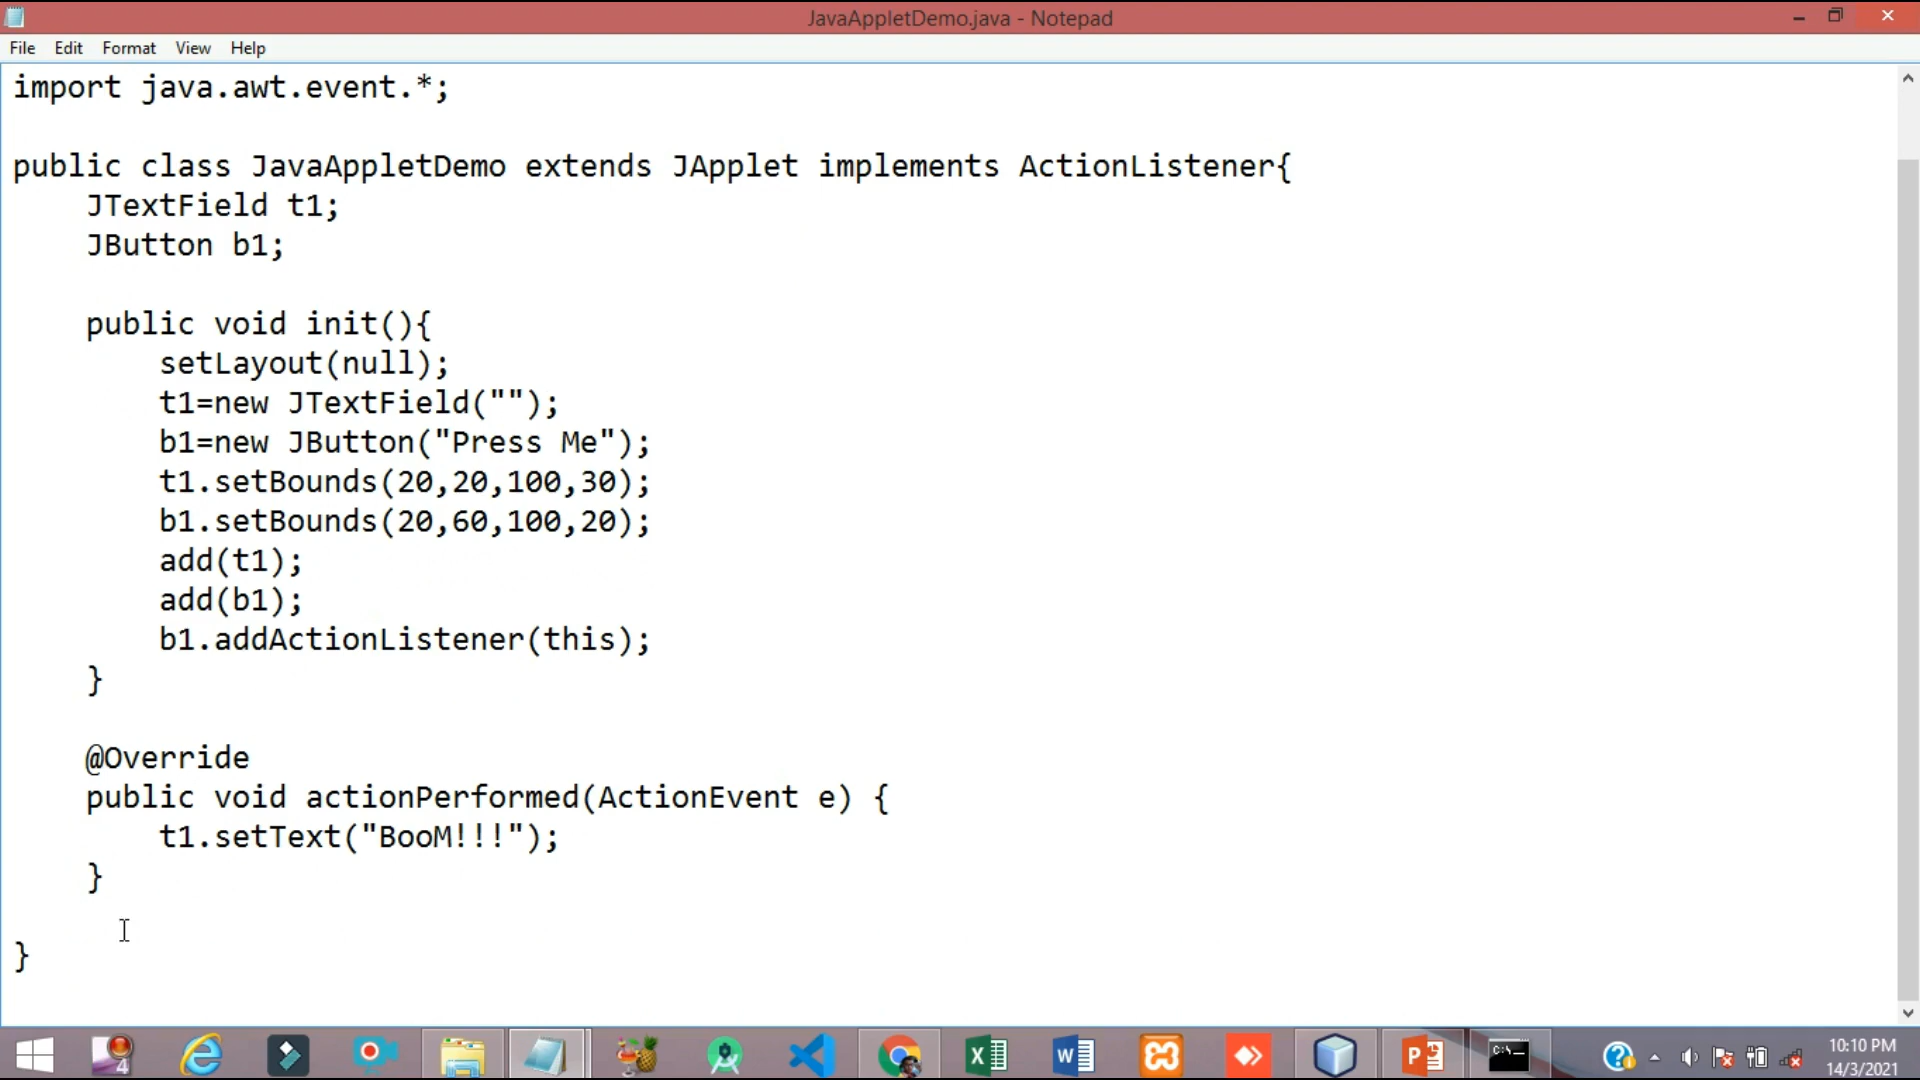 JavaAppletDemo.java - Notepad
File Edit Format View Help
import java.awt.event.*;
public class JavaAppletDemo extends JApplet implements ActionListener{
JTextField t1;
JButton b1;
public void init(){
setLayout(null);
t1=new JTextField("");
b1=new JButton("Press Me");
t1.setBounds(20,20,100,30);
b1.setBounds(20,60,100,20);
add(t1);
add(b1);
b1.addActionListener(this);
}
@Override
public void actionPerformed(ActionEvent e) {
t1.setText("BooM!!!");
}
}
4
C:\_
10:10 PM
14/3/2021